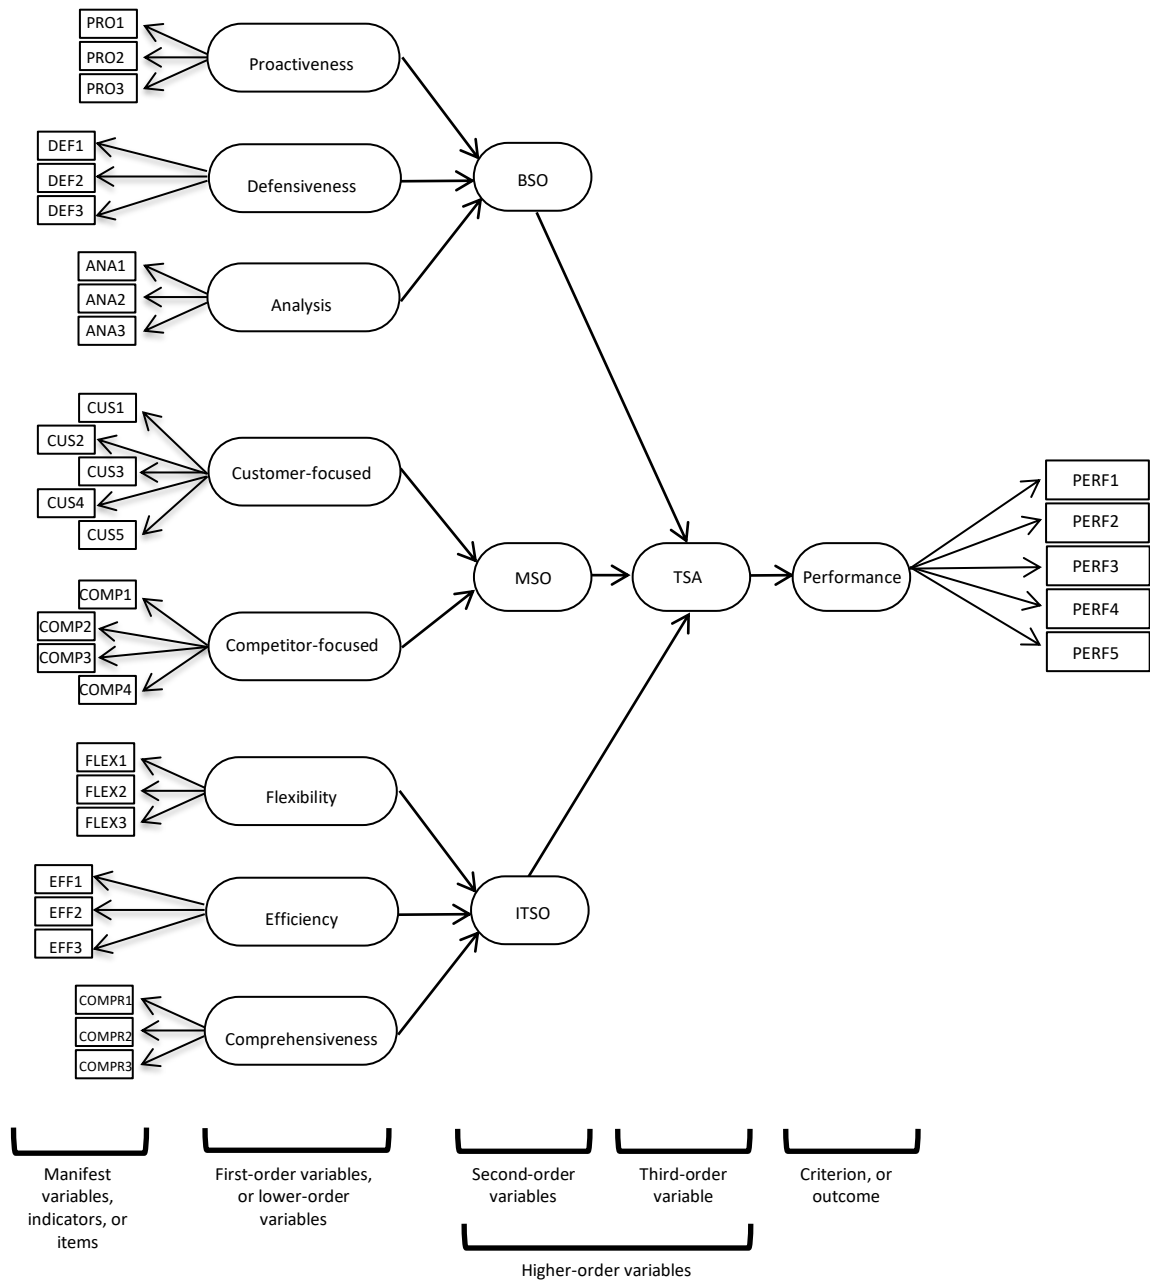 PRO1
PRO2
PRO3
Proactiveness
DEF1
DEF2
DEF3
Defensiveness
BSO
ANA1
ANA2
ANA3
Analysis
CUS1
CUS2
CUS3
CUS4
CUS5
Customer-focused
COMP1
COMP2
COMP3
COMP4
Competitor-focused
MSO
TSA
Performance
PERF1
PERF2
PERF3
PERF4
PERF5
FLEX1
FLEX2
FLEX3
Flexibility
EFF1
EFF2
EFF3
Efficiency
ITSO
COMPR1
COMPR2
COMPR3
Comprehensiveness
Manifest
variables,
indicators, or
items
First-order variables,
or lower-order
variables
Second-order
variables
Third-order
variable
Criterion, or
outcome
Higher-order variables